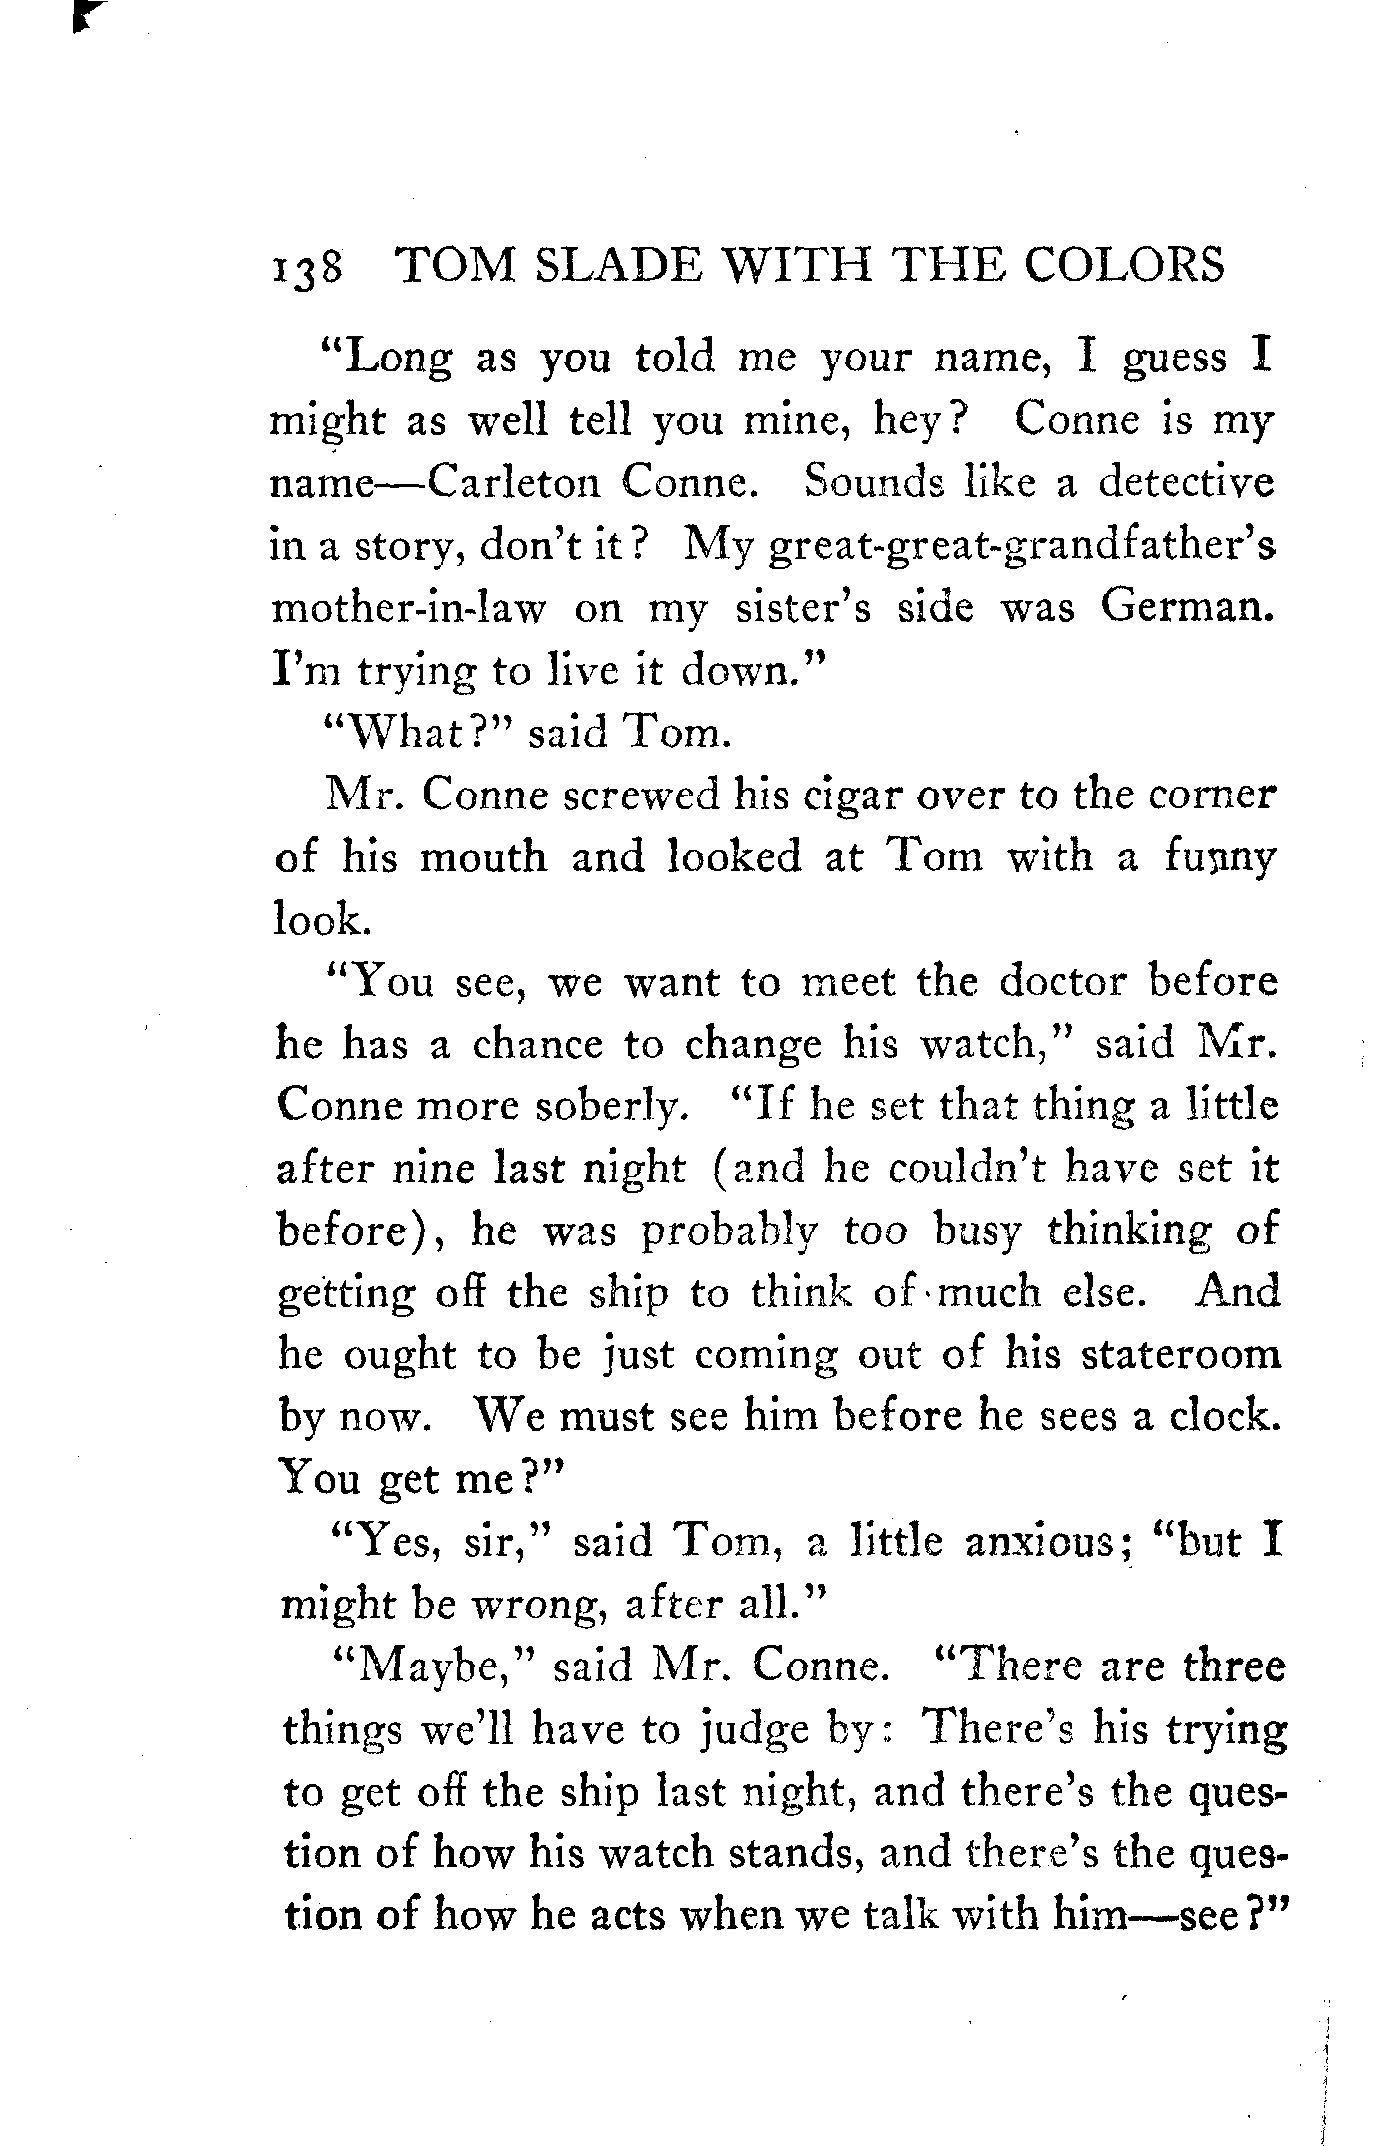 138 TOM SLADE WITH THE COLORS
“Long as you told me your name, I guess I
might as well tell you mine, hey? Conne is my
name—Carleton Conne. Sounds like a detective
in a story, don't it? My great-great-grandfather's
mother-in-law on my sister's side was German.
I'm trying to live it down.”
“What?” said Tom.
Mr. Conne screwed his cigar over to the corner
of his mouth and looked at Tom with a funny
look.
“You see, we want to meet the doctor before
he has a chance to change his watch,” said Mr.
Conne more soberly. “If he set that thing a little
after nine last night (and he couldn't have set it
before), he was probably too busy thinking of
getting off the ship to think of much else. And
he ought to be just coming out of his stateroom
by now. We must see him before he sees a clock.
You get me?”
“Yes, sir,” said Tom, a little anxious; “but I
might be wrong, after all.”
“Maybe,” said Mr. Conne. “There are three
things we'll have to judge by: There's his trying
to get off the ship last night, and there's the ques-
tion of how his watch stands, and there's the ques-
tion of how he acts when we talk with him—see?”